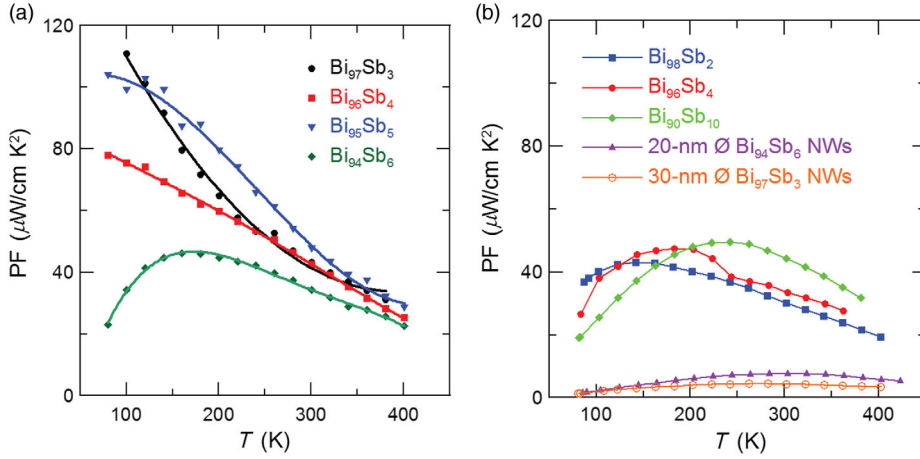 (a)
120
80
40
0
PF (μW/cm K²)
100
200
300
400
T (K)
Bi₉₇Sb₃
Bi₉₆Sb₄
Bi₉₅Sb₅
Bi₉₄Sb₆
(b)
120
80
40
0
PF (μW/cm K²)
100
200
300
400
T (K)
Bi₉₈Sb₂
Bi₉₆Sb₄
Bi₉₀Sb₁₀
20-nm Ø Bi₉₄Sb₆ NWs
30-nm Ø Bi₉₇Sb₃ NWs